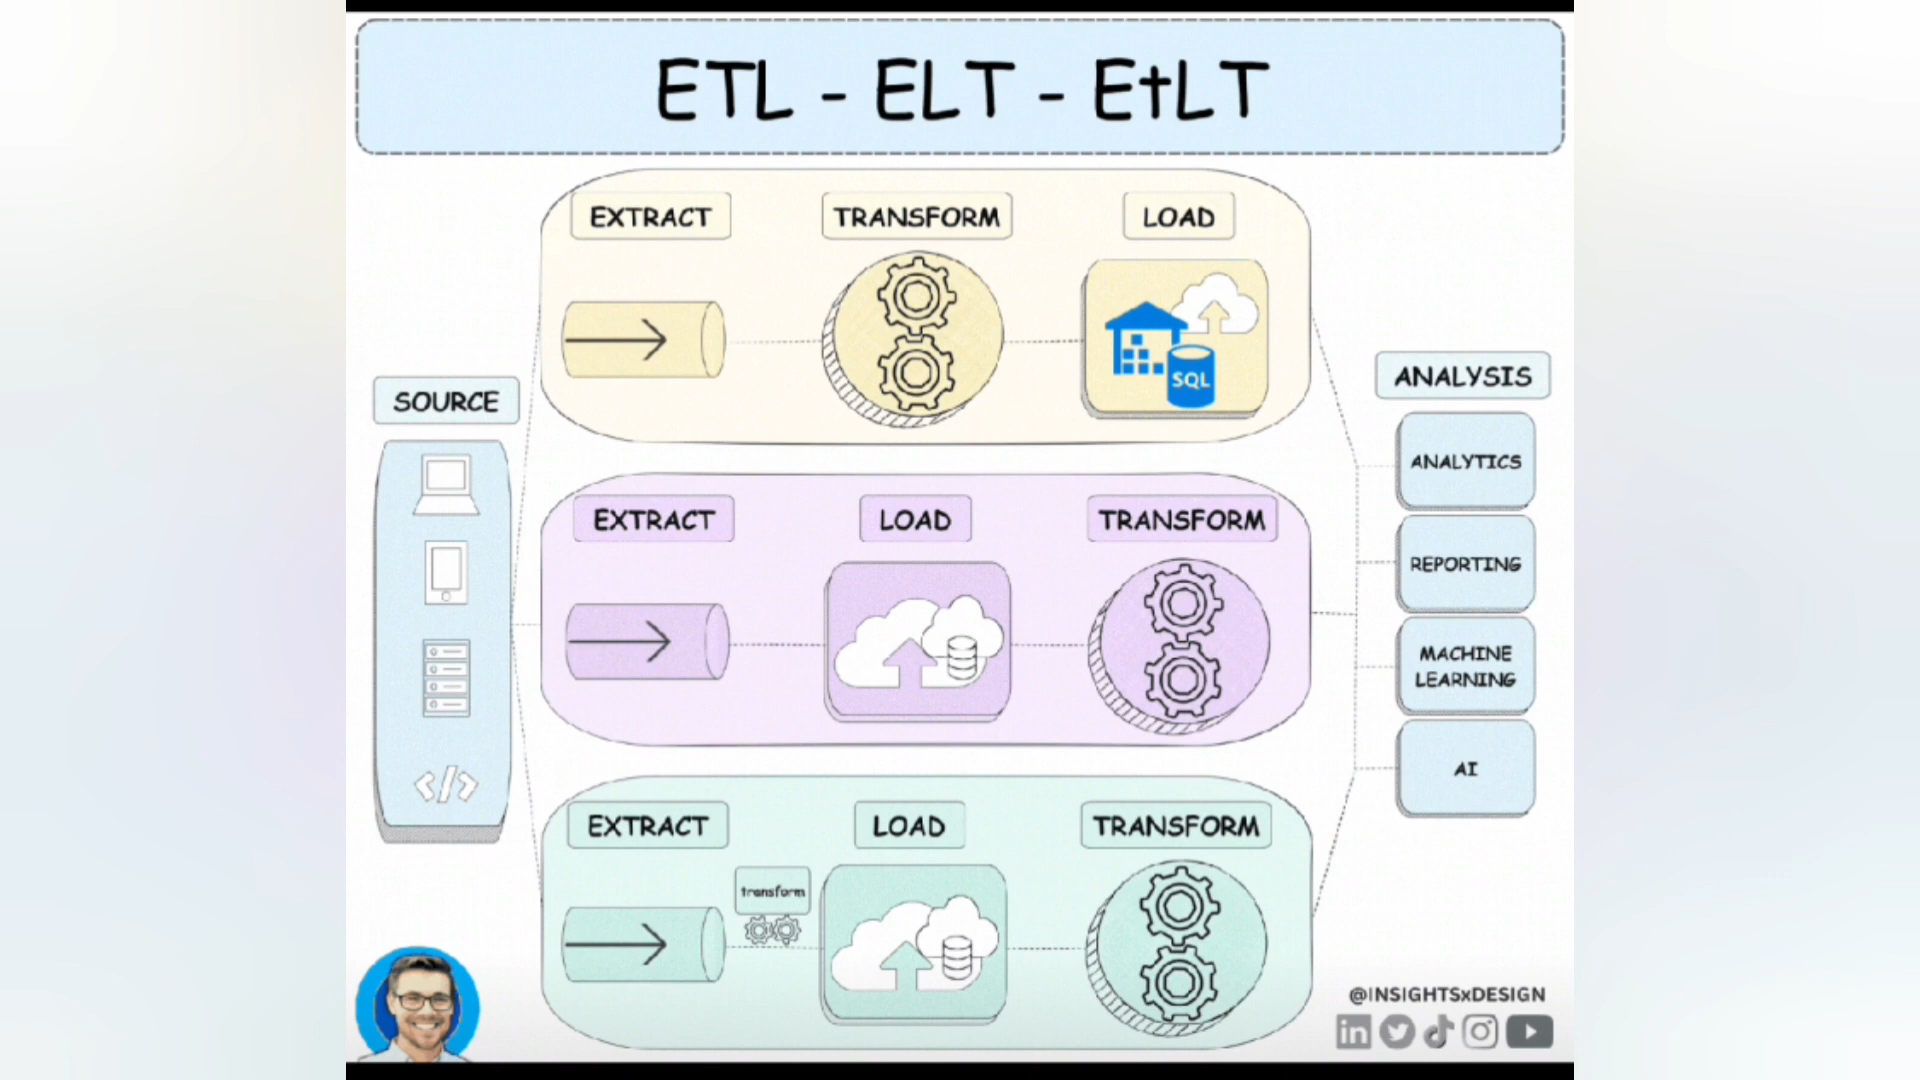 ETL - ELT - EtLT
EXTRACT
TRANSFORM
LOAD
SQL
SOURCE
</>
EXTRACT
LOAD
TRANSFORM
EXTRACT
transform
LOAD
TRANSFORM
ANALYSIS
ANALYTICS
REPORTING
MACHINE
LEARNING
AI
@INSIGHTSxDESIGN
in